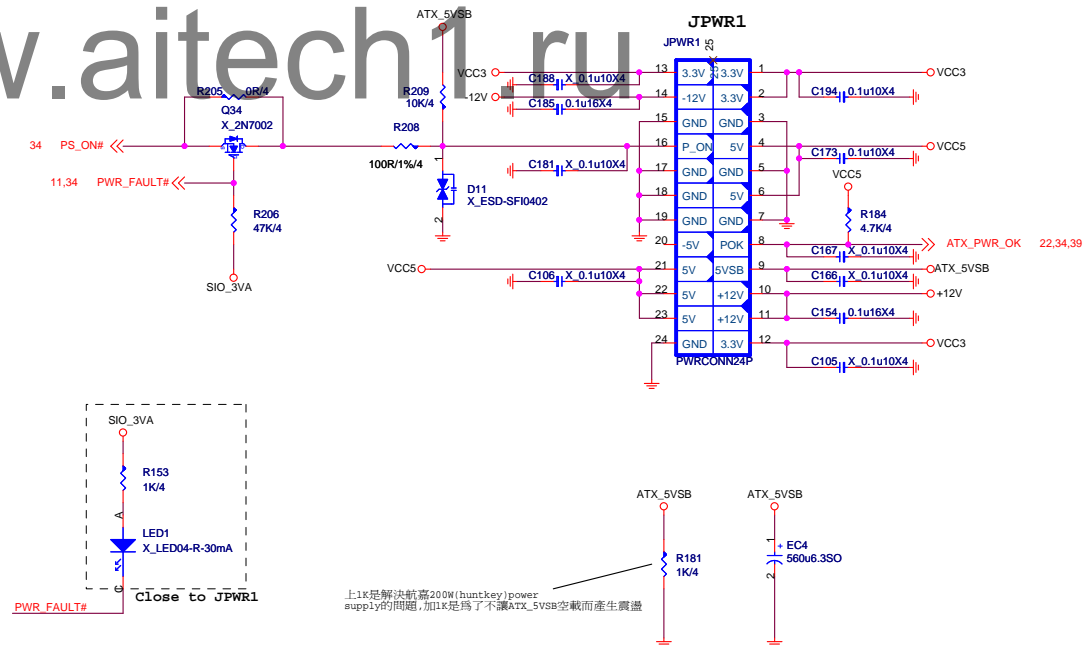 www.aitech1.ru
JPWR1
ATX_5VSB
JPWR1
25
VCC3
C188 X_0.1u10X4
13 3.3V 3.3V 1
VCC3
R205 0R/4
R209
10K/4
-12V
C185 0.1u16X4
14 -12V 3.3V 2
C194 0.1u10X4
Q34
X_2N7002
15 GND GND 3
R208
34 PS_ON#
100R/1%/4
16 P_ON 5V 4
VCC5
C173 0.1u10X4
C181 X_0.1u10X4
17 GND GND 5
VCC5
11,34 PWR_FAULT#
1
D11
X_ESD-SFI0402
2
18 GND 5V 6
R206
47K/4
19 GND GND 7
R184
4.7K/4
20 -5V POK 8
ATX_PWR_OK 22,34,39
C167 X_0.1u10X4
VCC5
21 5V 5VSB 9
ATX_5VSB
C106 X_0.1u10X4
C166 X_0.1u10X4
SIO_3VA
22 5V +12V 10
+12V
23 5V +12V 11
C154 0.1u16X4
24 GND 3.3V 12
VCC3
PWRCONN24P
C105 X_0.1u10X4
SIO_3VA
R153
1K/4
A
LED1
X_LED04-R-30mA
C
Close to JPWR1
PWR_FAULT#
ATX_5VSB
R181
1K/4
ATX_5VSB
1
+ EC4
560u6.3SO
2
上1K是解決航嘉200W(huntkey)power
supply的問題,加1K是爲了不讓ATX_5VSB空載而產生震盪